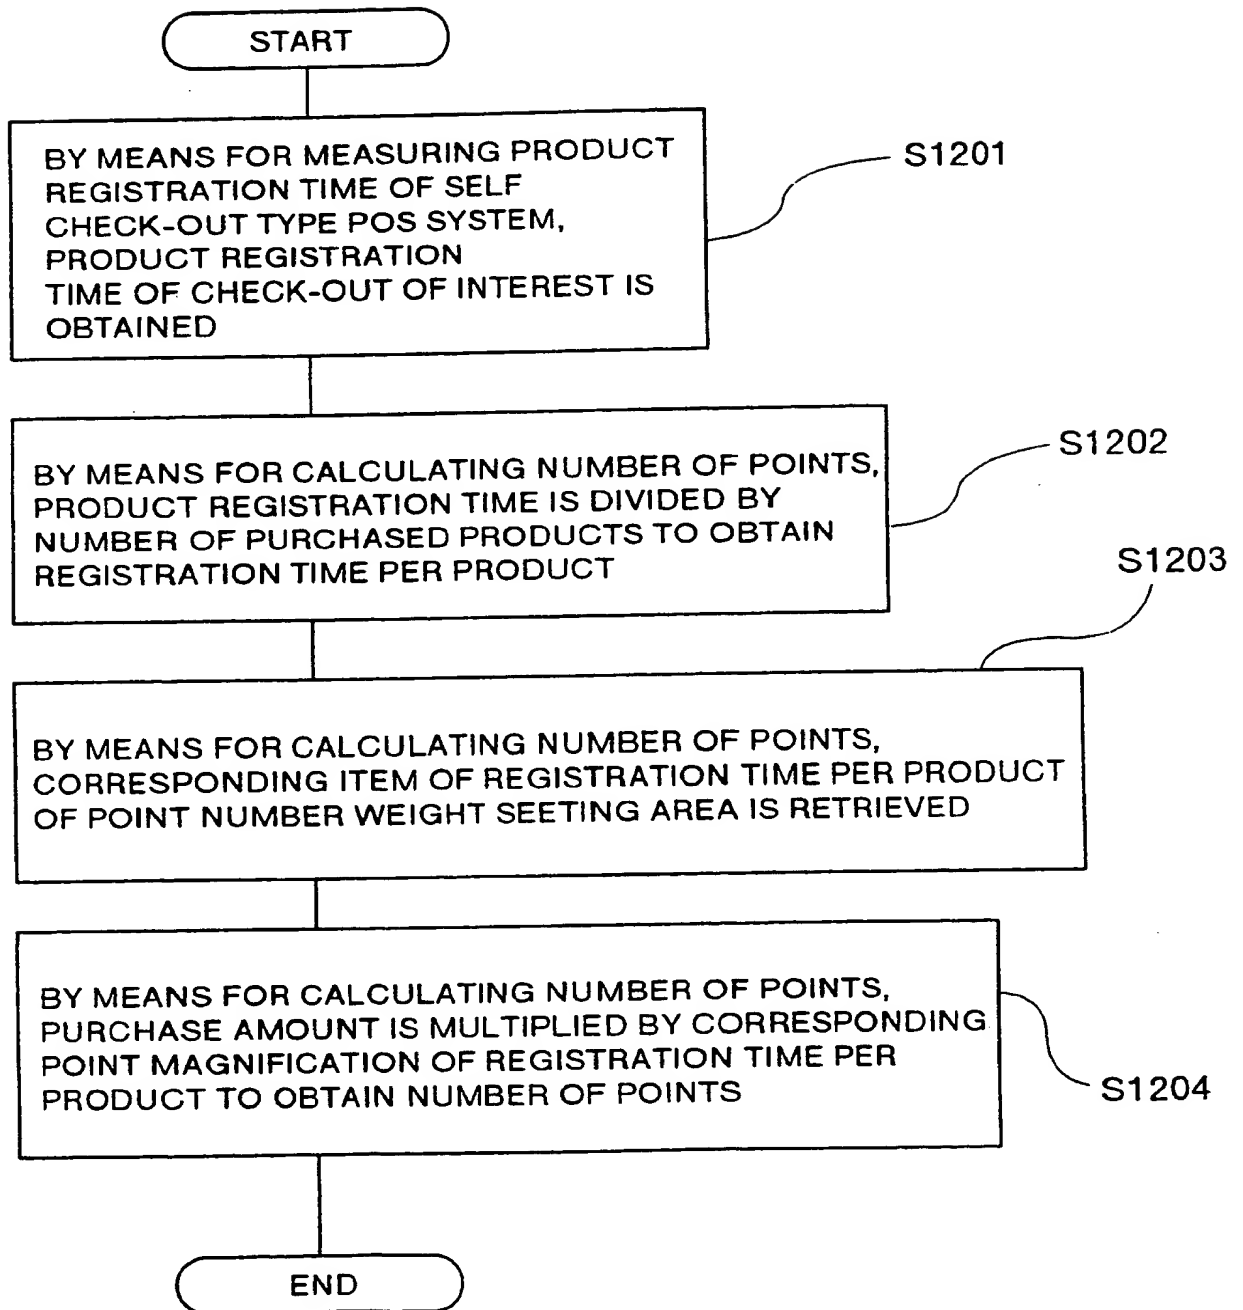 START
BY MEANS FOR MEASURING PRODUCT
REGISTRATION TIME OF SELF
CHECK-OUT TYPE POS SYSTEM,
PRODUCT REGISTRATION
TIME OF CHECK-OUT OF INTEREST IS
OBTAINED
S1201
BY MEANS FOR CALCULATING NUMBER OF POINTS,
PRODUCT REGISTRATION TIME IS DIVIDED BY
NUMBER OF PURCHASED PRODUCTS TO OBTAIN
REGISTRATION TIME PER PRODUCT
S1202
S1203
BY MEANS FOR CALCULATING NUMBER OF POINTS,
CORRESPONDING ITEM OF REGISTRATION TIME PER PRODUCT
OF POINT NUMBER WEIGHT SEETING AREA IS RETRIEVED
BY MEANS FOR CALCULATING NUMBER OF POINTS,
PURCHASE AMOUNT IS MULTIPLIED BY CORRESPONDING
POINT MAGNIFICATION OF REGISTRATION TIME PER
PRODUCT TO OBTAIN NUMBER OF POINTS
S1204
END